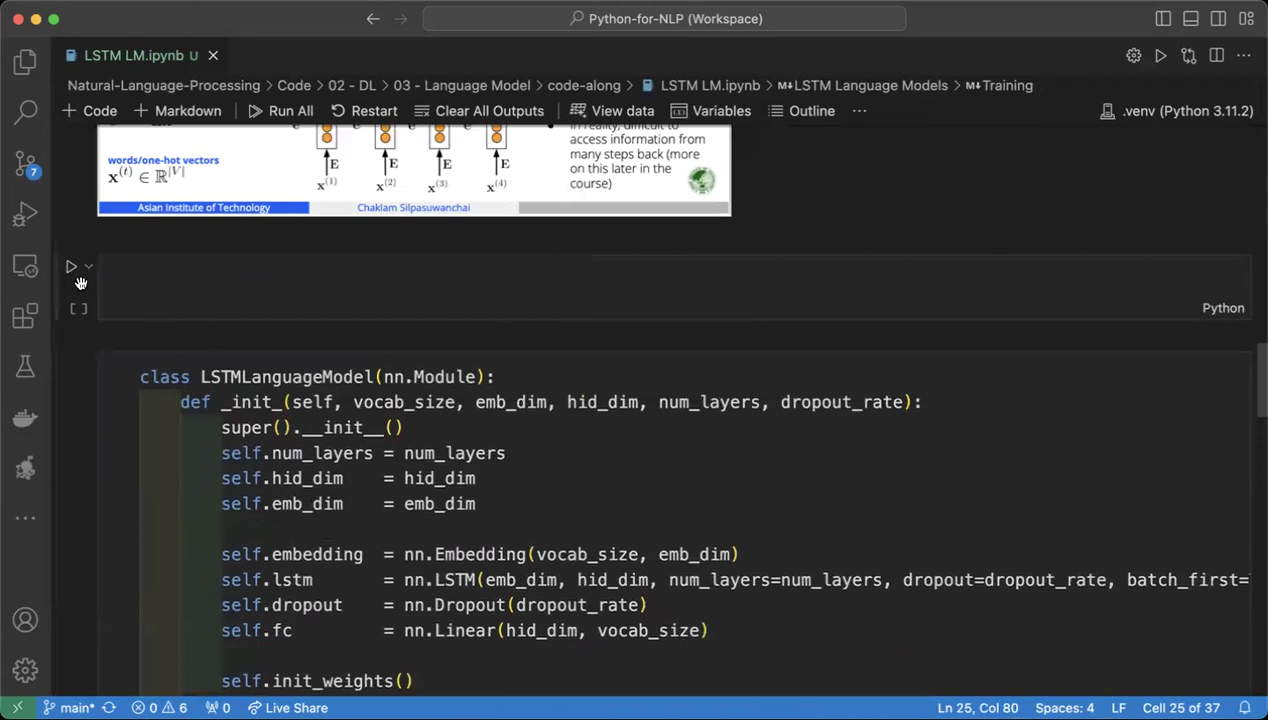 Python-for-NLP (Workspace)
LSTM LM.ipynb U
Natural-Language-Processing > Code > 02 - DL > 03 - Language Model > code-along > LSTM LM.ipynb > M↓LSTM Language Models > M↓Training
+ Code + Markdown Run All Restart Clear All Outputs View data Variables Outline ... .venv (Python 3.11.2)
words/one-hot vectors
x^(t) ∈ ℝ^|V|
E E E E
x^(1) x^(2) x^(3) x^(4)
In reality, difficult to
access information from
many steps back (more
on this later in the
course)
Asian Institute of Technology Chaklam Silpasuwanchai
[ ]
Python
class LSTMLanguageModel(nn.Module):
def _init_(self, vocab_size, emb_dim, hid_dim, num_layers, dropout_rate):
super().__init__()
self.num_layers = num_layers
self.hid_dim = hid_dim
self.emb_dim = emb_dim
self.embedding = nn.Embedding(vocab_size, emb_dim)
self.lstm = nn.LSTM(emb_dim, hid_dim, num_layers=num_layers, dropout=dropout_rate, batch_first=
self.dropout = nn.Dropout(dropout_rate)
self.fc = nn.Linear(hid_dim, vocab_size)
self.init_weights()
7
main* 0 6 0 Live Share Ln 25, Col 80 Spaces: 4 LF Cell 25 of 37